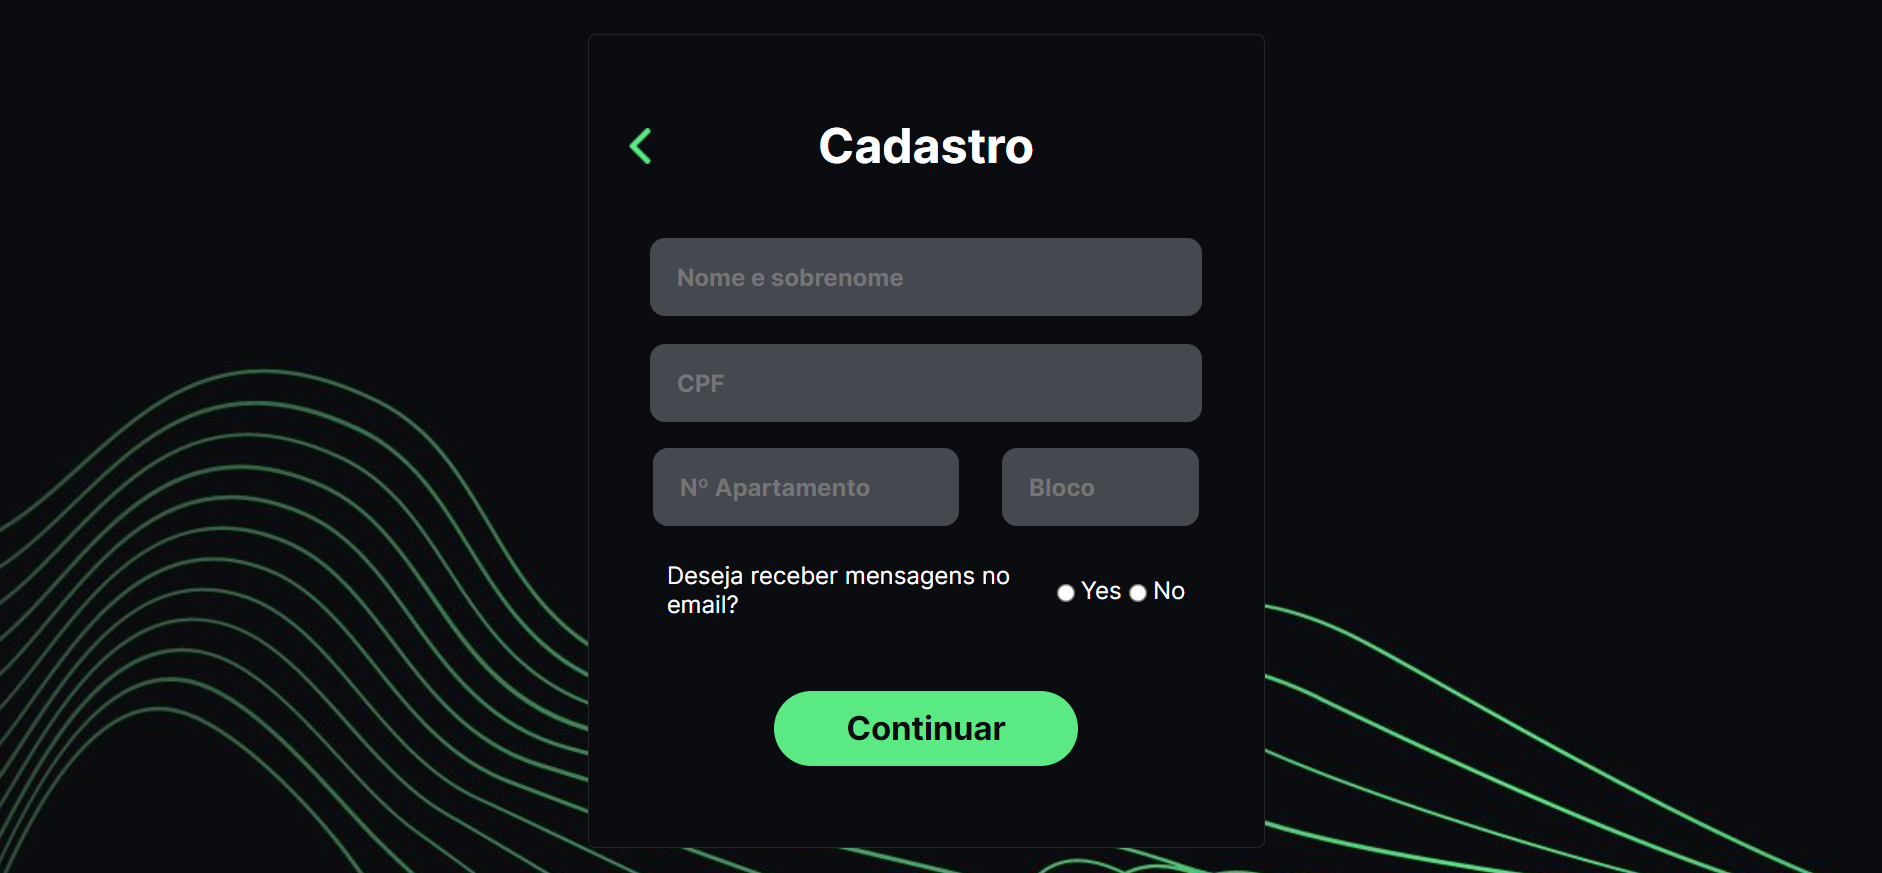 Cadastro
Nome e sobrenome
CPF
Nº Apartamento Bloco
Deseja receber mensagens no
email?
Yes No
Continuar